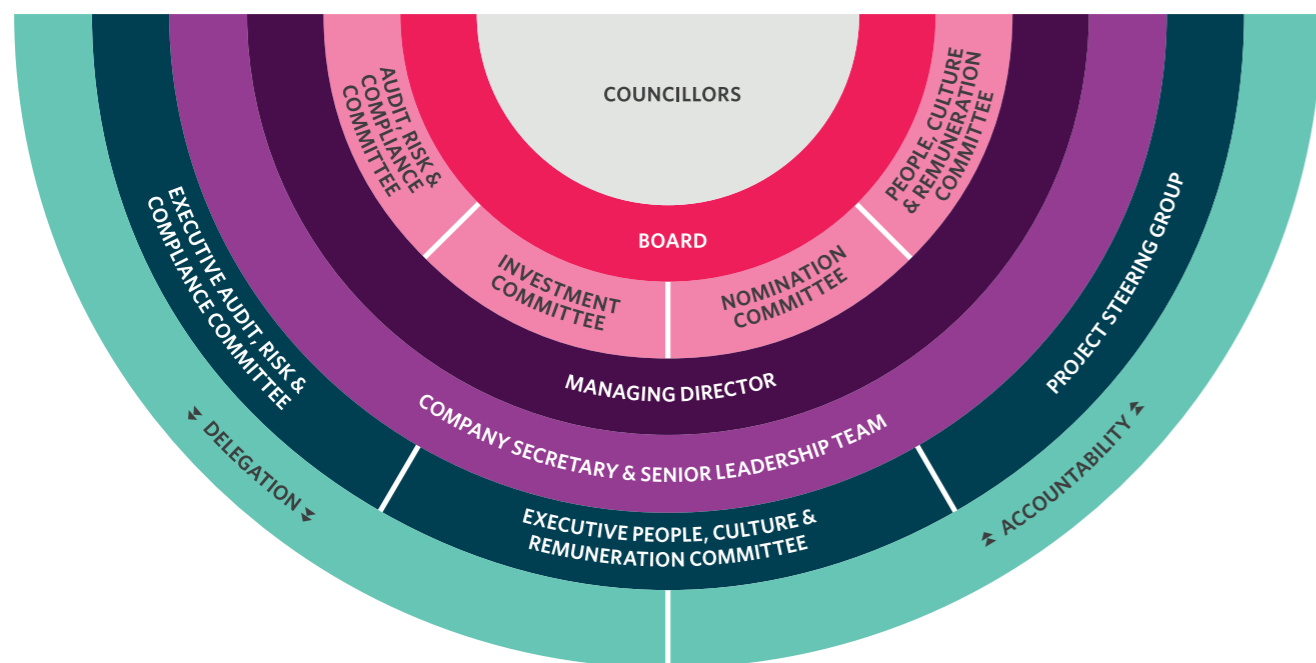 COUNCILLORS
BOARD
AUDIT, RISK &
COMPLIANCE
COMMITTEE
INVESTMENT
COMMITTEE
NOMINATION
COMMITTEE
PEOPLE, CULTURE
& REMUNERATION
COMMITTEE
MANAGING DIRECTOR
COMPANY SECRETARY & SENIOR LEADERSHIP TEAM
EXECUTIVE AUDIT, RISK &
COMPLIANCE COMMITTEE
EXECUTIVE PEOPLE, CULTURE &
REMUNERATION COMMITTEE
PROJECT STEERING GROUP
DELEGATION
ACCOUNTABILITY